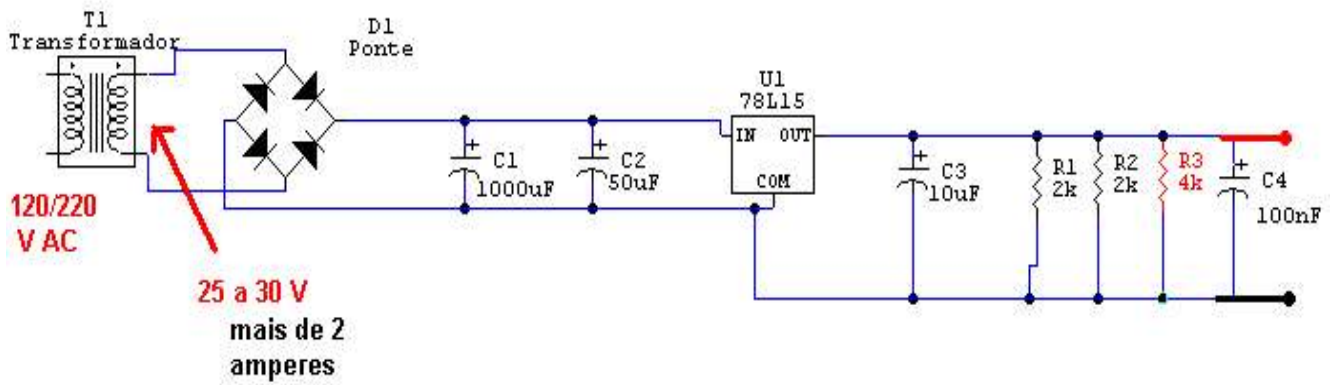 T1
Transformador
D1
Ponte
U1
78L15
IN OUT
COM
C1
1000uF
C2
50uF
C3
10uF
R1
2k
R2
2k
R3
4k
C4
100nF
120/220
V AC
25 a 30 V
mais de 2
amperes